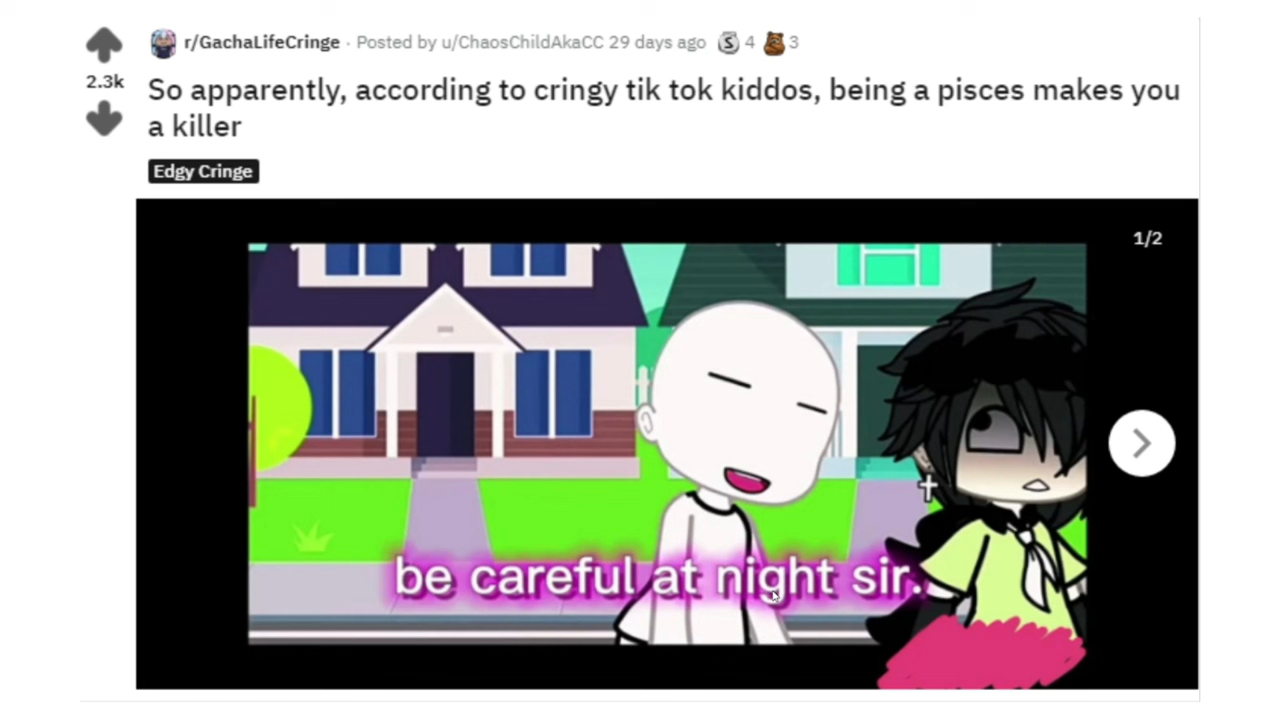 r/GachaLifeCringe · Posted by u/ChaosChildAkaCC 29 days ago 4 3
2.3k
So apparently, according to cringy tik tok kiddos, being a pisces makes you
a killer
Edgy Cringe
1/2
be careful at night sir.